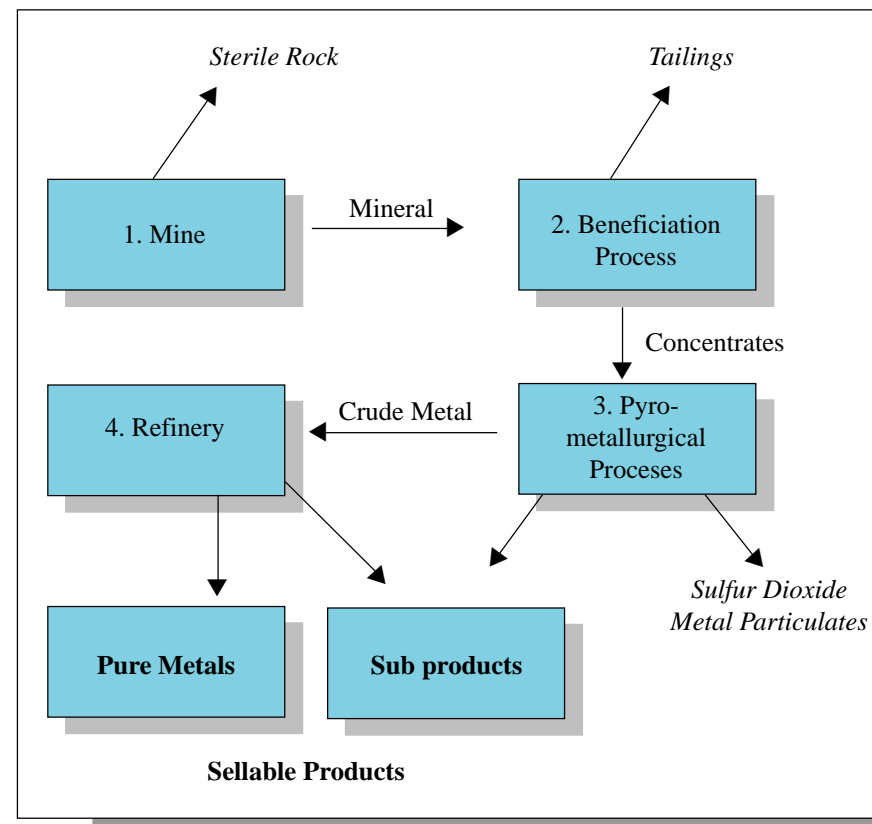 Sterile Rock
Tailings
1. Mine
Mineral
2. Beneficiation
Process
Concentrates
4. Refinery
Crude Metal
3. Pyro-
metallurgical
Proceses
Sulfur Dioxide
Metal Particulates
Pure Metals
Sub products
Sellable Products